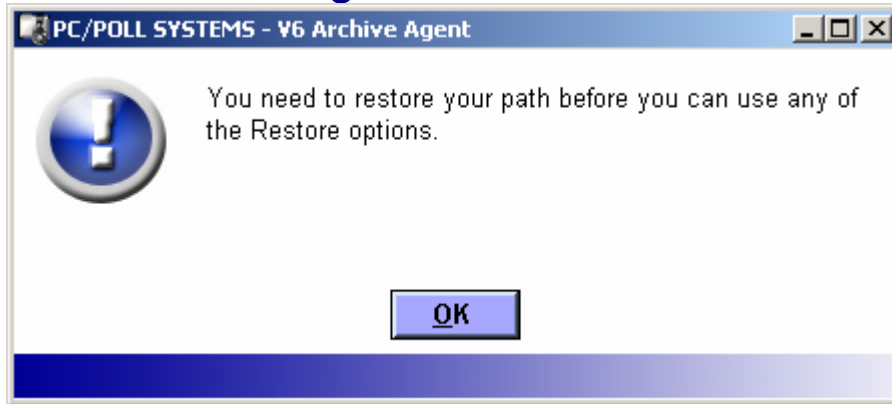 PC/POLL SYSTEMS - V6 Archive Agent
You need to restore your path before you can use any of
the Restore options.
OK